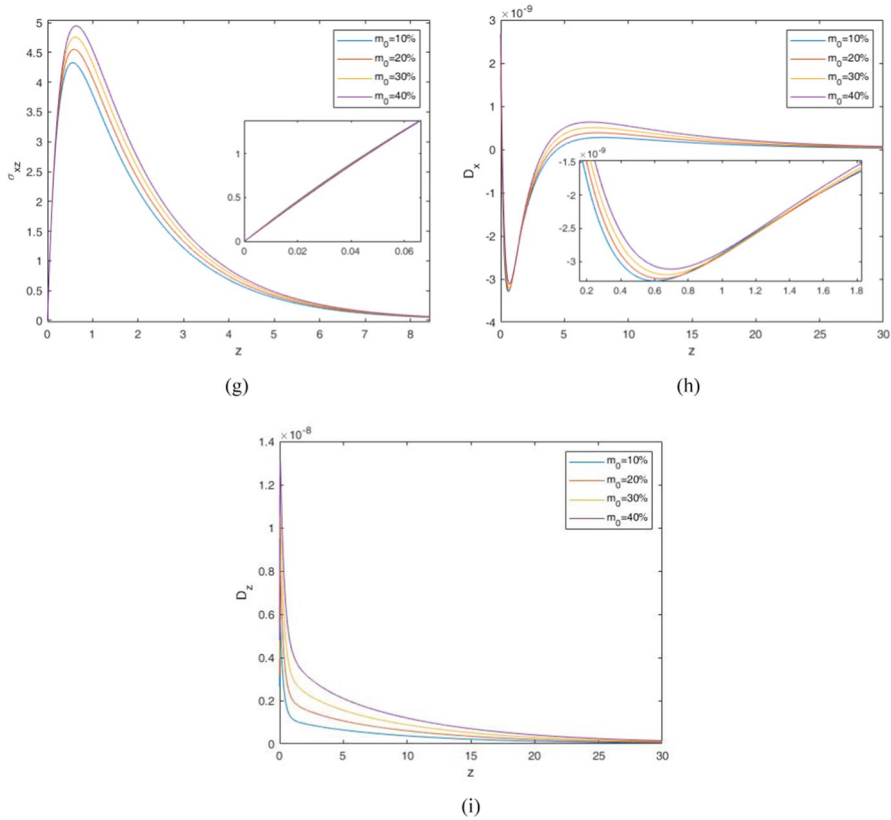 5
4.5
4
3.5
3
2.5
2
1.5
1
0.5
0
σxz
m0=10%
m0=20%
m0=30%
m0=40%
1
0.5
0
0 0.02 0.04 0.06
0 1 2 3 4 5 6 7 8
z
(g)
×10-9
3
2
1
0
-1
-2
-3
-4
Dx
m0=10%
m0=20%
m0=30%
m0=40%
×10-9
-1.5
-2
-2.5
-3
0.2 0.4 0.6 0.8 1 1.2 1.4 1.6 1.8
0 5 10 15 20 25 30
z
(h)
×10-8
1.4
1.2
1
0.8
0.6
0.4
0.2
0
Dz
m0=10%
m0=20%
m0=30%
m0=40%
0 5 10 15 20 25 30
z
(i)